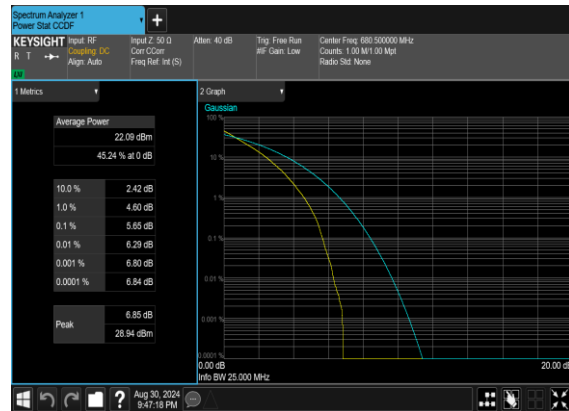 Spectrum Analyzer 1
Power Stat CCDF
KEYSIGHT
R T
LM
Input: RF
Coupling: DC
Align: Auto
Input Z: 50 Ω
Corr CCorr
Freq Ref: Int (S)
Atten: 40 dB
Trig: Free Run
#IF Gain: Low
Center Freq: 680.500000 MHz
Counts: 1.00 M/1.00 Mpt
Radio Std: None
1 Metrics
Average Power
22.09 dBm
45.24 % at 0 dB
10.0 % 2.42 dB
1.0 % 4.60 dB
0.1 % 5.65 dB
0.01 % 6.29 dB
0.001 % 6.80 dB
0.0001 % 6.84 dB
Peak
6.85 dB
28.94 dBm
2 Graph
Gaussian
100 %
10 %
1 %
0.1 %
0.01 %
0.001 %
0.0001 %
0.00 dB
20.00 dB
Info BW 25.000 MHz
?
Aug 30, 2024
9:47:18 PM